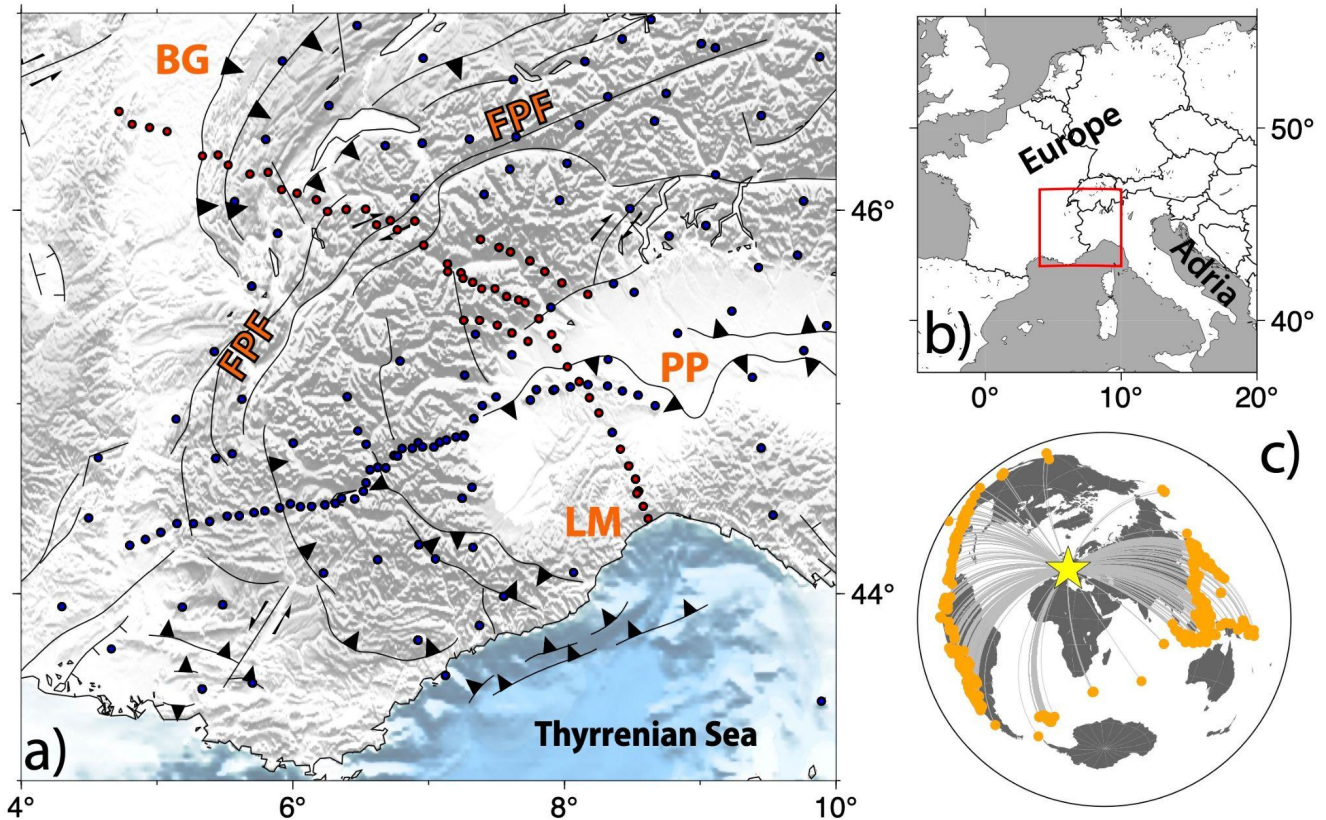 BG
FPF
FPF
46°
PP
LM
44°
Thyrrenian Sea
a)
4°
6°
8°
10°
Europe
Adria
50°
40°
b)
0°
10°
20°
c)